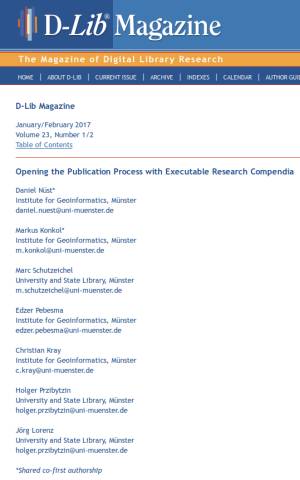 D-Lib® Magazine
The Magazine of Digital Library Research
HOME | ABOUT D-LIB | CURRENT ISSUE | ARCHIVE | INDEXES | CALENDAR | AUTHOR GUI
D-Lib Magazine
January/February 2017
Volume 23, Number 1/2
Table of Contents
Opening the Publication Process with Executable Research Compendia
Daniel Nüst*
Institute for Geoinformatics, Münster
daniel.nuest@uni-muenster.de
Markus Konkol*
Institute for Geoinformatics, Münster
m.konkol@uni-muenster.de
Marc Schutzeichel
University and State Library, Münster
m.schutzeichel@uni-muenster.de
Edzer Pebesma
Institute for Geoinformatics, Münster
edzer.pebesma@uni-muenster.de
Christian Kray
Institute for Geoinformatics, Münster
c.kray@uni-muenster.de
Holger Przibytzin
University and State Library, Münster
holger.przibytzin@uni-muenster.de
Jörg Lorenz
University and State Library, Münster
holger.przibytzin@uni-muenster.de
*Shared co-first authorship